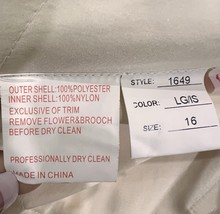 OUTER SHELL:100%POLYESTER
INNER SHELL:100%NYLON
EXCLUSIVE OF TRIM
REMOVE FLOWER&BROOCH
BEFORE DRY CLEAN
PROFESSIONALLY DRY CLEAN
MADE IN CHINA
STYLE: 1649
COLOR: LG/IS
SIZE: 16